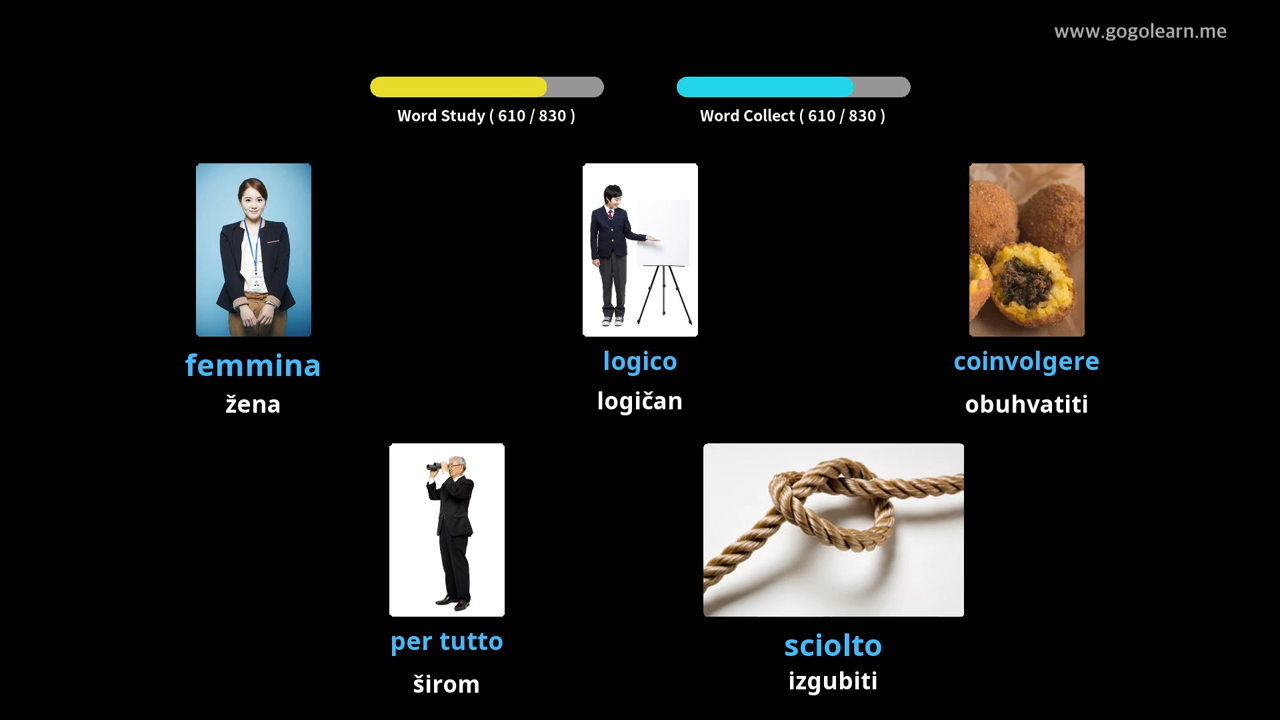 www.gogolearn.me
Word Study ( 610 / 830 )
Word Collect ( 610 / 830 )
femmina
žena
logico
logičan
coinvolgere
obuhvatiti
per tutto
širom
sciolto
izgubiti